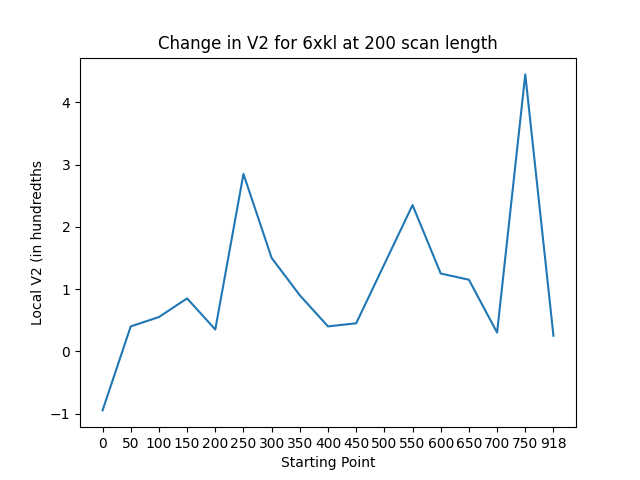 Change in V2 for 6xkl at 200 scan length
Local V2 (in hundredths)
4
3
2
1
0
−1
0 50 100 150 200 250 300 350 400 450 500 550 600 650 700 750 918
Starting Point